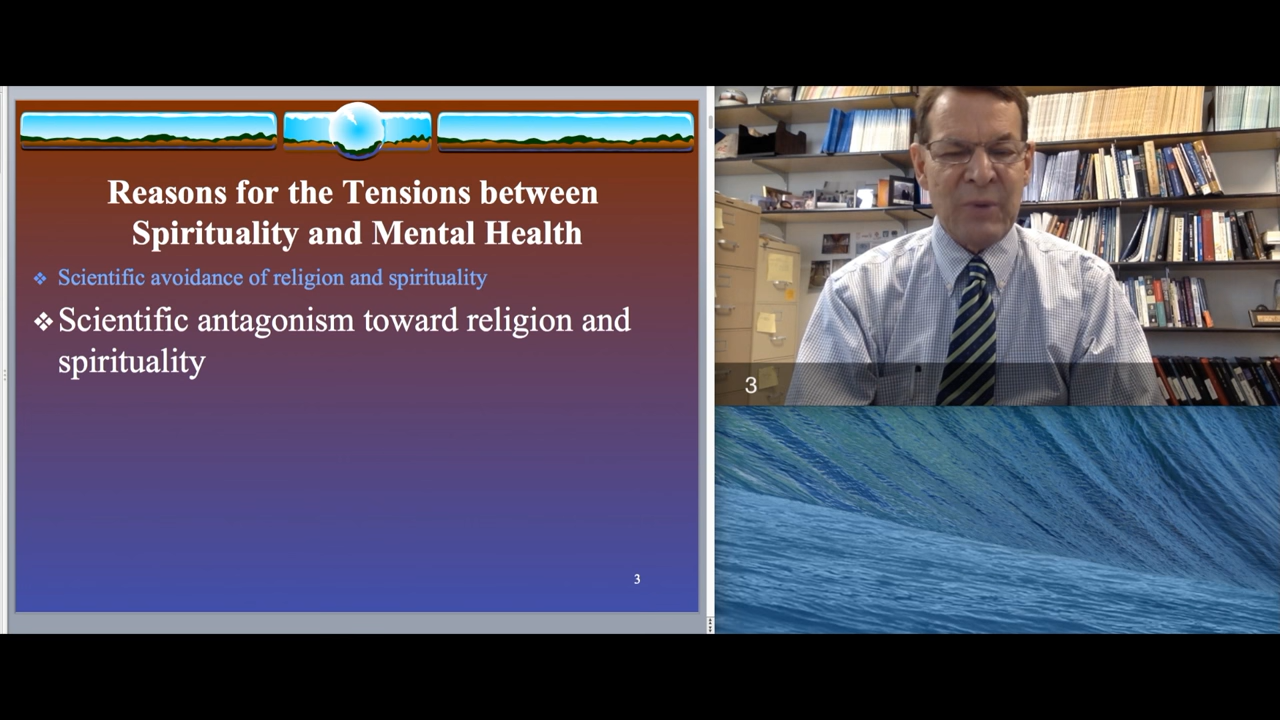 Reasons for the Tensions between
Spirituality and Mental Health
❖ Scientific avoidance of religion and spirituality
❖ Scientific antagonism toward religion and
spirituality
3
3